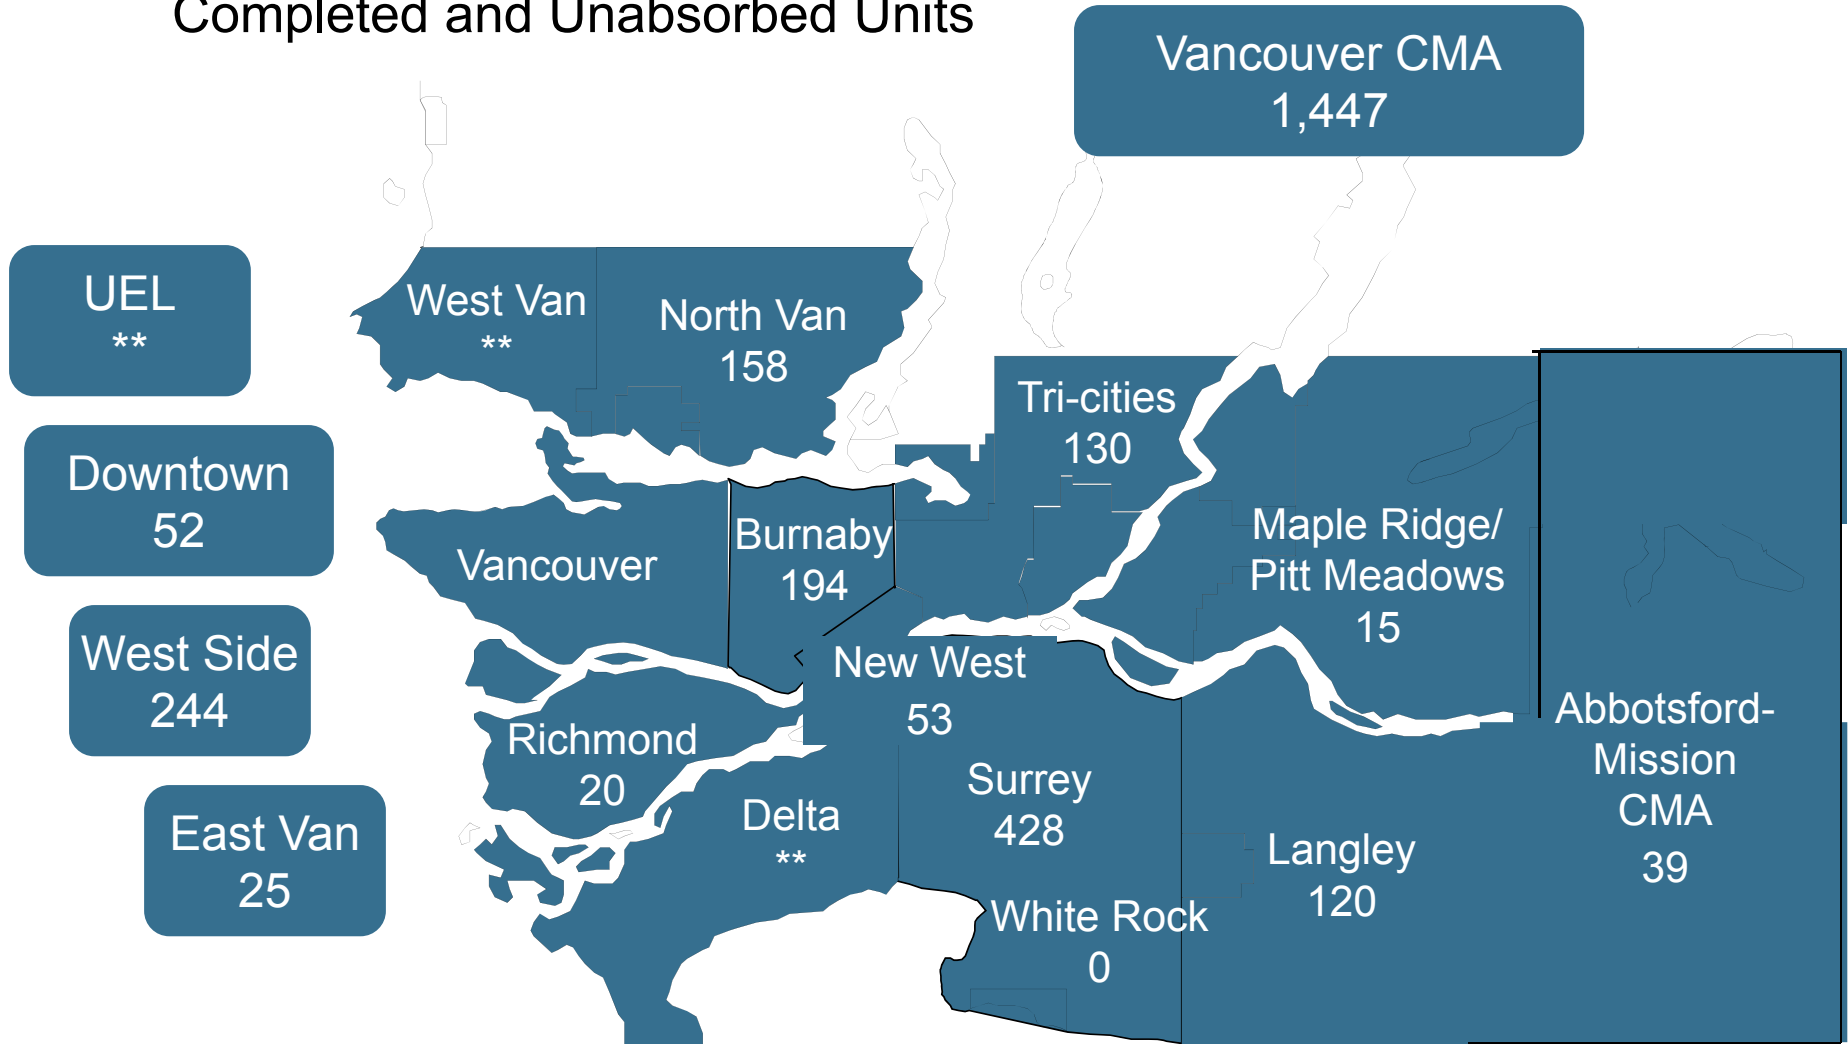 Completed and Unabsorbed Units
Vancouver CMA
1,447
UEL
**
West Van
**
North Van
158
Tri-cities
130
Downtown
52
Vancouver
Burnaby
194
Maple Ridge/
Pitt Meadows
15
West Side
244
New West
53
Richmond
20
Abbotsford-
Mission
CMA
39
East Van
25
Delta
**
Surrey
428
Langley
120
White Rock
0